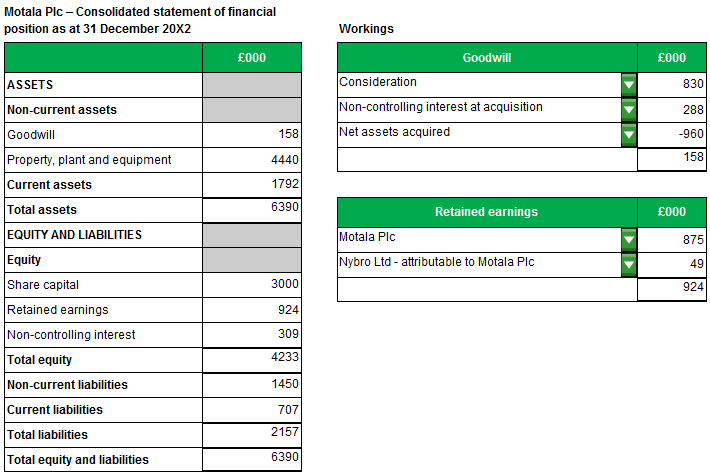 Motala Plc – Consolidated statement of financial
position as at 31 December 20X2
£000
ASSETS
Non-current assets
Goodwill 158
Property, plant and equipment 4440
Current assets 1792
Total assets 6390
EQUITY AND LIABILITIES
Equity
Share capital 3000
Retained earnings 924
Non-controlling interest 309
Total equity 4233
Non-current liabilities 1450
Current liabilities 707
Total liabilities 2157
Total equity and liabilities 6390
Workings
Goodwill £000
Consideration 830
Non-controlling interest at acquisition 288
Net assets acquired -960
158
Retained earnings £000
Motala Plc 875
Nybro Ltd - attributable to Motala Plc 49
924